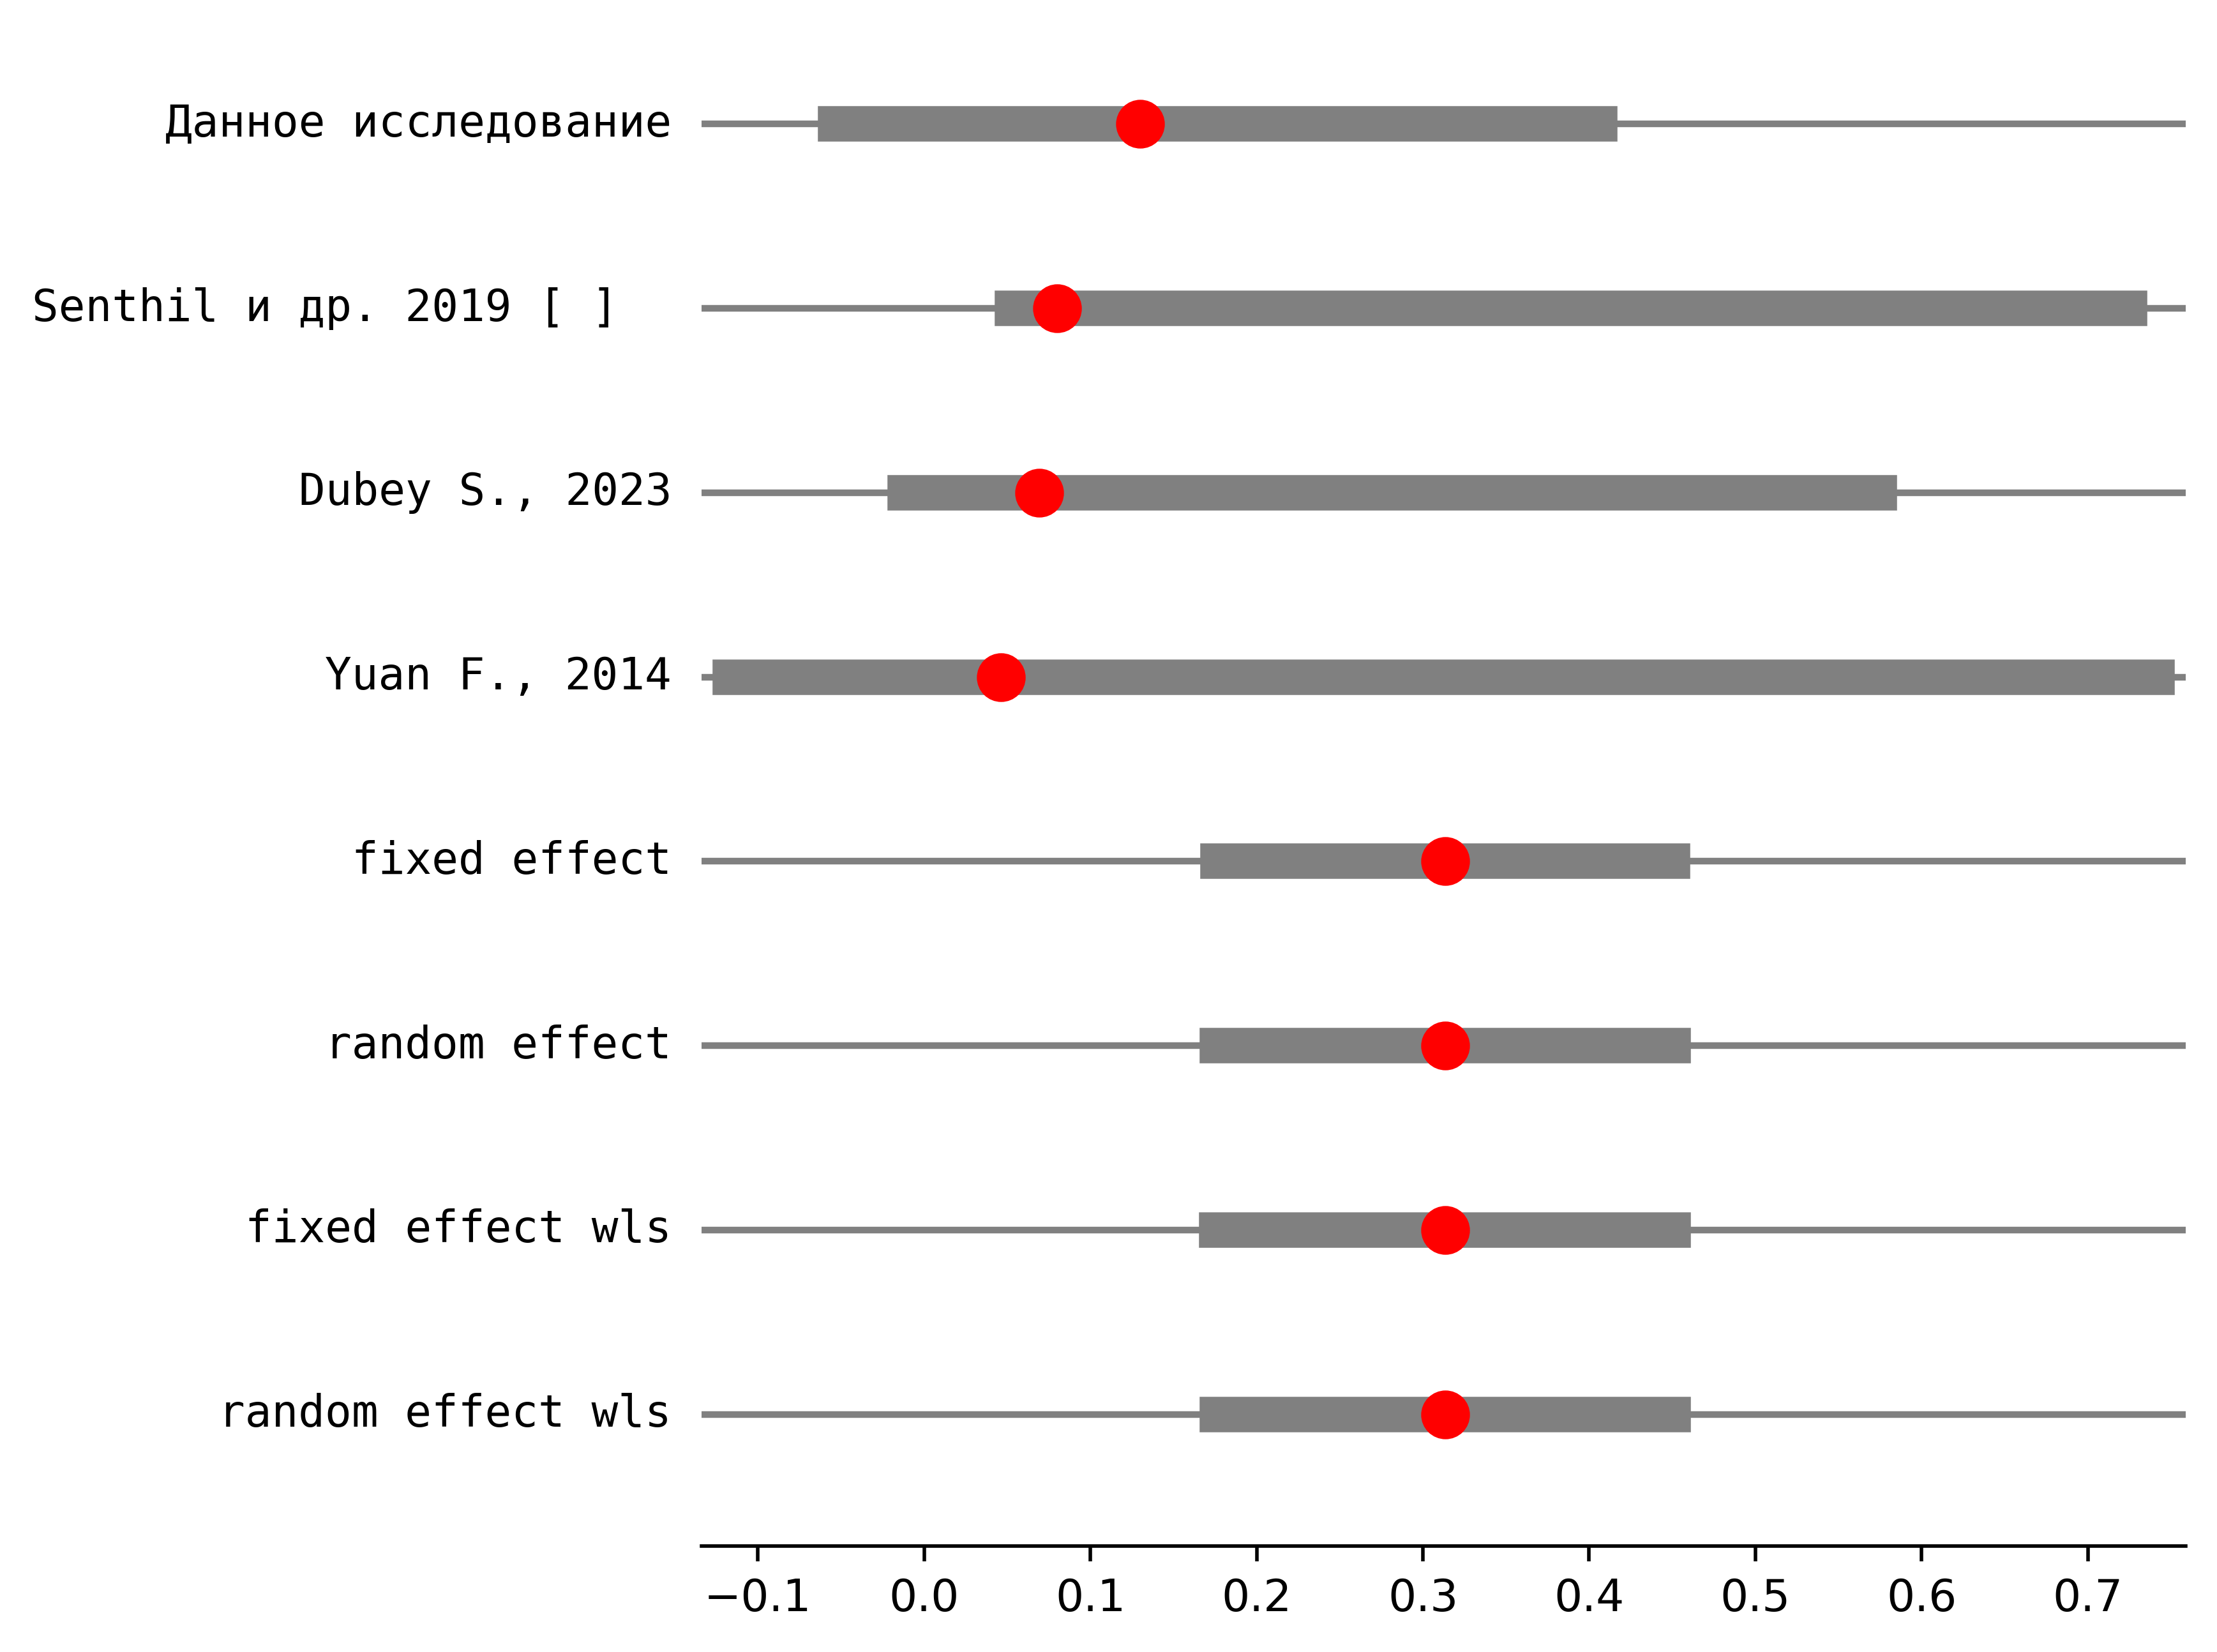 Данное исследование
Senthil и др. 2019 [ ]
Dubey S., 2023
Yuan F., 2014
fixed effect
random effect
fixed effect wls
random effect wls
−0.1 0.0 0.1 0.2 0.3 0.4 0.5 0.6 0.7